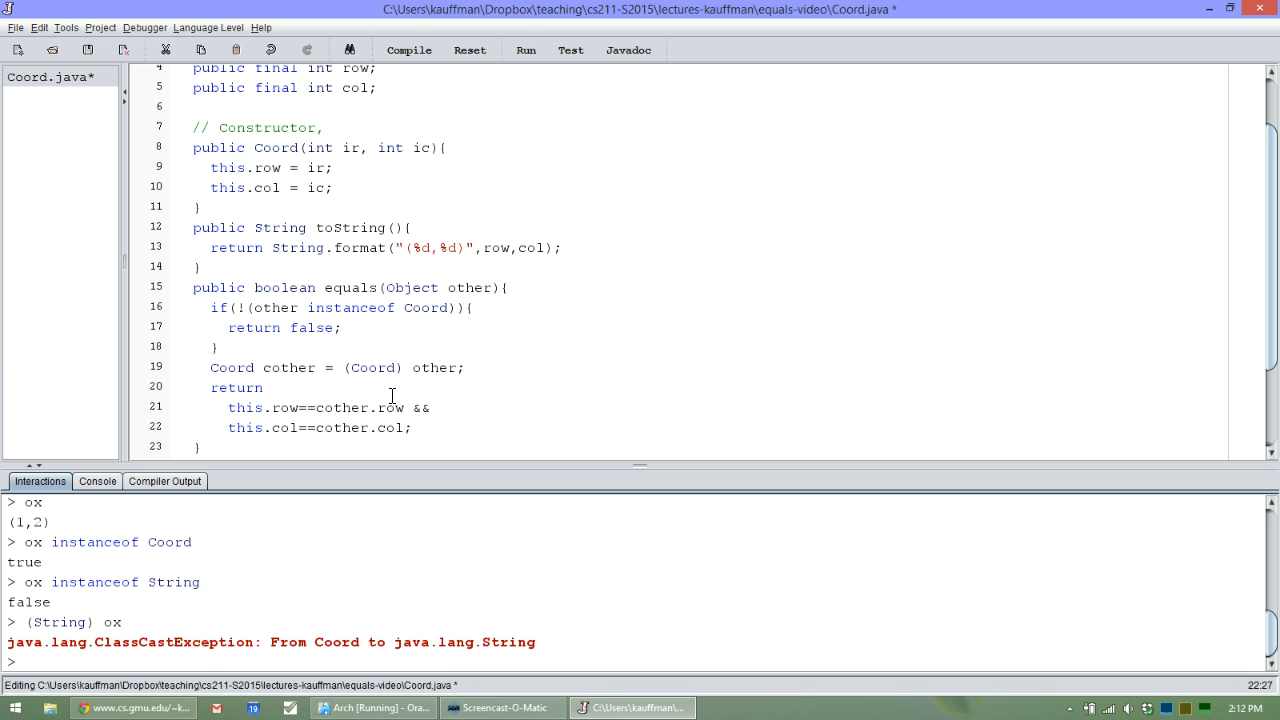 C:\Users\kauffman\Dropbox\teaching\cs211-S2015\lectures-kauffman\equals-video\Coord.java *
File Edit Tools Project Debugger Language Level Help
Compile Reset Run Test Javadoc
Coord.java*
4 public final int row;
5 public final int col;
6
7 // Constructor,
8 public Coord(int ir, int ic){
9 this.row = ir;
10 this.col = ic;
11 }
12 public String toString(){
13 return String.format("(%d,%d)",row,col);
14 }
15 public boolean equals(Object other){
16 if(!(other instanceof Coord)){
17 return false;
18 }
19 Coord cother = (Coord) other;
20 return
21 this.row==cother.row &&
22 this.col==cother.col;
23 }
Interactions Console Compiler Output
> ox
(1,2)
> ox instanceof Coord
true
> ox instanceof String
false
> (String) ox
java.lang.ClassCastException: From Coord to java.lang.String
>
Editing C:\Users\kauffman\Dropbox\teaching\cs211-S2015\lectures-kauffman\equals-video\Coord.java * 22:27
www.cs.gmu.edu/~k... 19 Arch [Running] - Ora... Screencast-O-Matic C:\Users\kauffman\... 2:12 PM